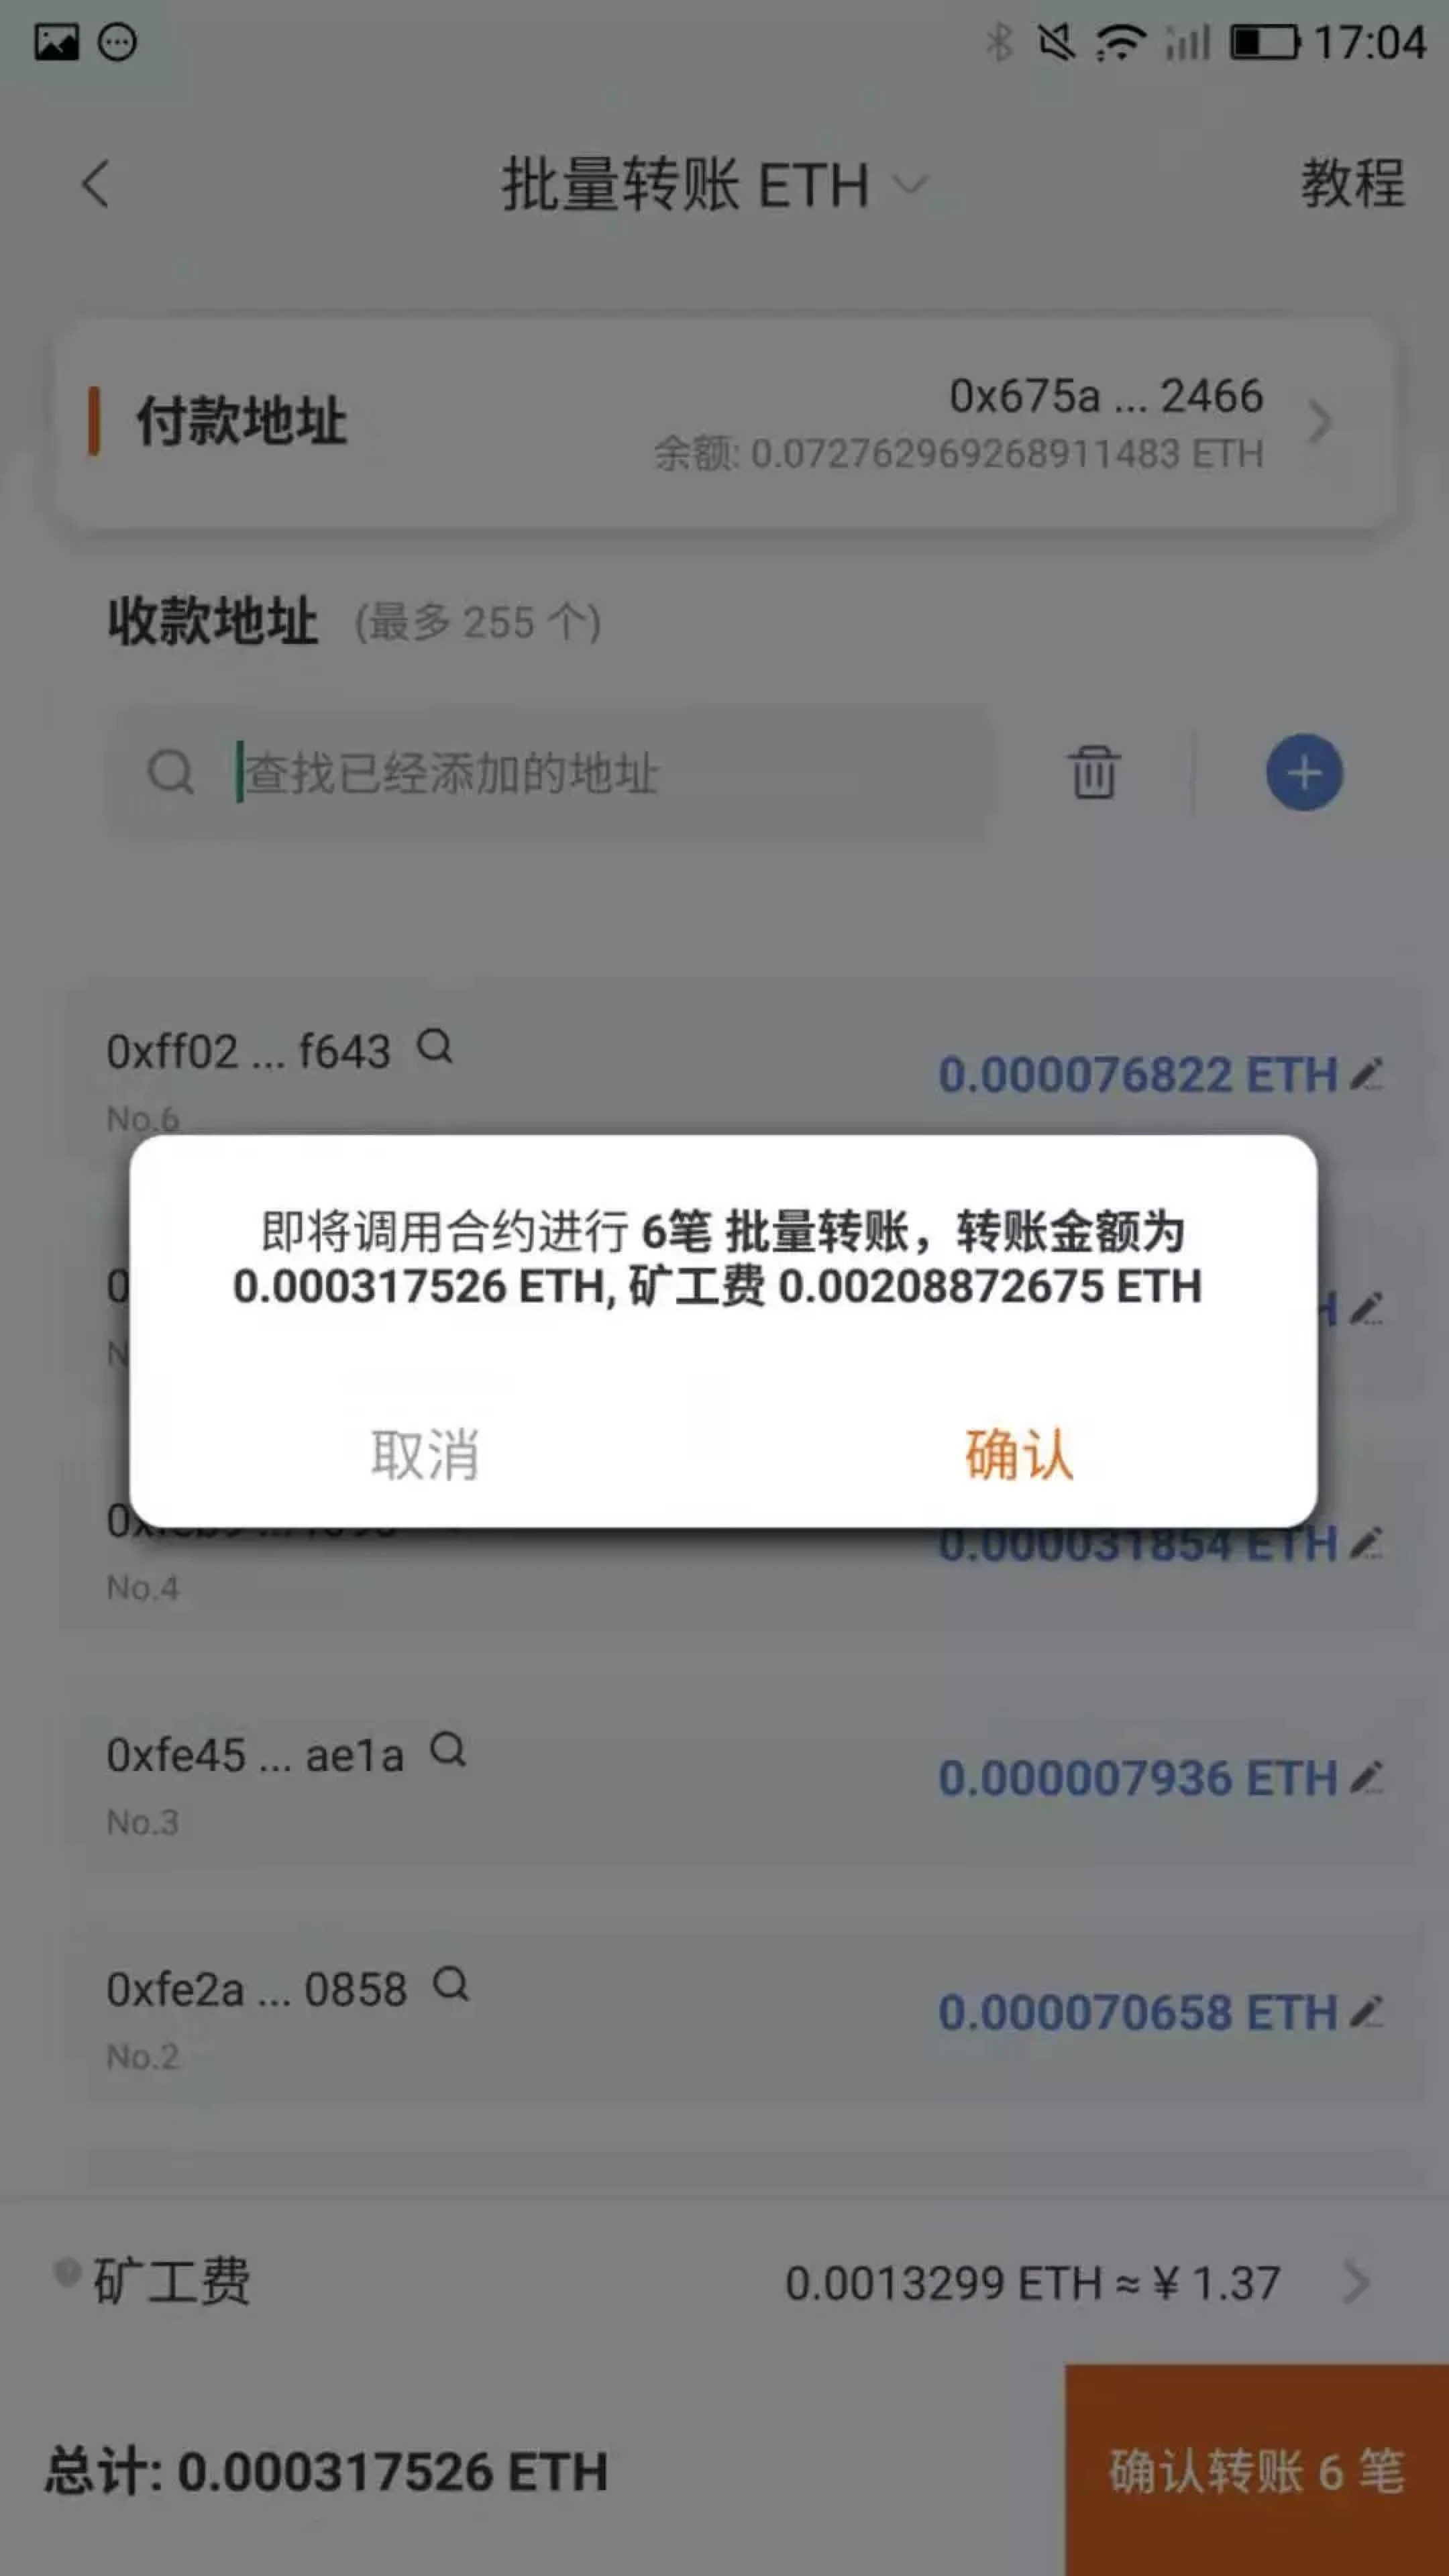 17:04
批量转账 ETH
教程
付款地址
0x675a ... 2466
余额: 0.072762969268911483 ETH
收款地址 (最多 255 个)
查找已经添加的地址
0xff02 ... f643
0.000076822 ETH
No.6
即将调用合约进行 6笔 批量转账，转账金额为
0.000317526 ETH, 矿工费 0.00208872675 ETH
取消
确认
0.000031854 ETH
No.4
0xfe45 ... ae1a
0.000007936 ETH
No.3
0xfe2a ... 0858
0.000070658 ETH
No.2
矿工费
0.0013299 ETH ≈ ¥ 1.37
总计: 0.000317526 ETH
确认转账 6 笔